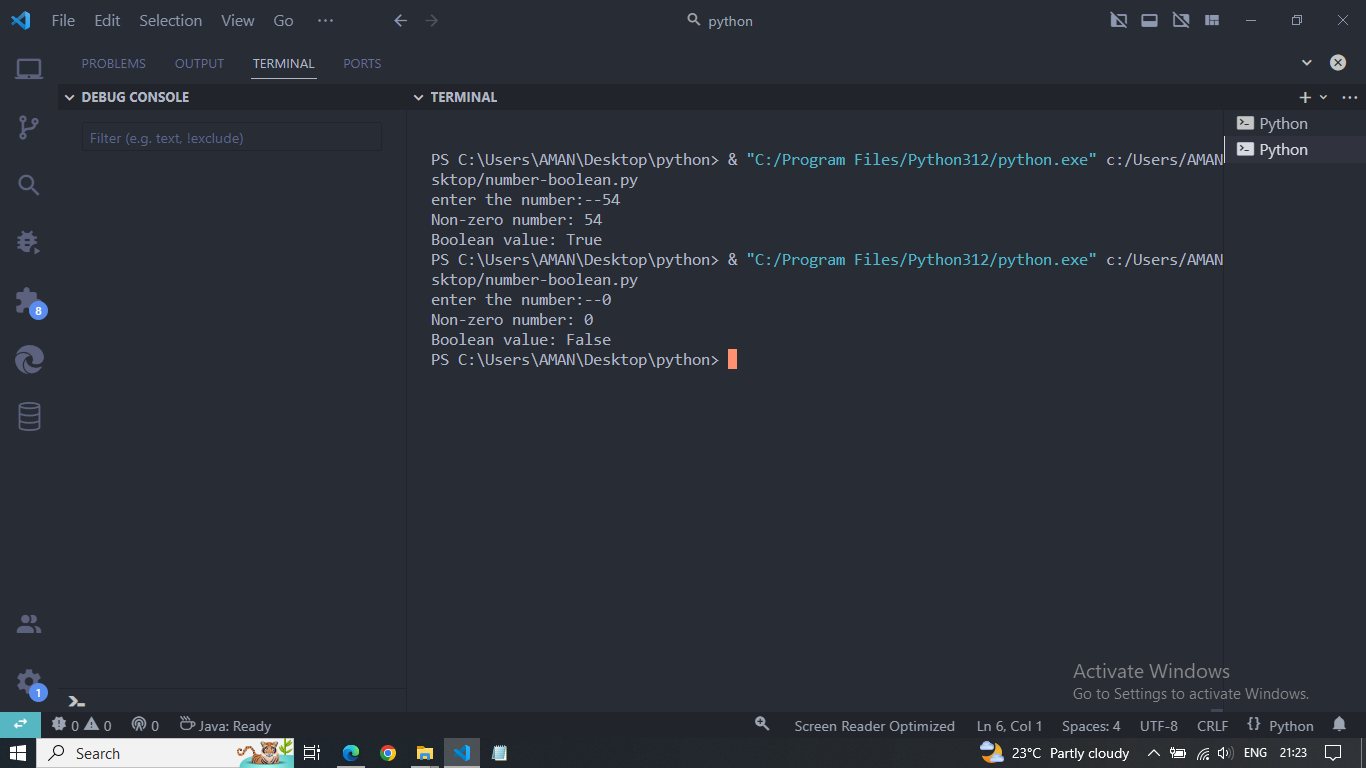 File Edit Selection View Go ··· python
PROBLEMS OUTPUT TERMINAL PORTS
DEBUG CONSOLE
Filter (e.g. text, !exclude)
TERMINAL
PS C:\Users\AMAN\Desktop\python> & "C:/Program Files/Python312/python.exe" c:/Users/AMAN
sktop/number-boolean.py
enter the number:--54
Non-zero number: 54
Boolean value: True
PS C:\Users\AMAN\Desktop\python> & "C:/Program Files/Python312/python.exe" c:/Users/AMAN
sktop/number-boolean.py
enter the number:--0
Non-zero number: 0
Boolean value: False
PS C:\Users\AMAN\Desktop\python>
Python
Python
8
1
Activate Windows
Go to Settings to activate Windows.
0 0 0 Java: Ready Screen Reader Optimized Ln 6, Col 1 Spaces: 4 UTF-8 CRLF {} Python
Search 23°C Partly cloudy ENG 21:23